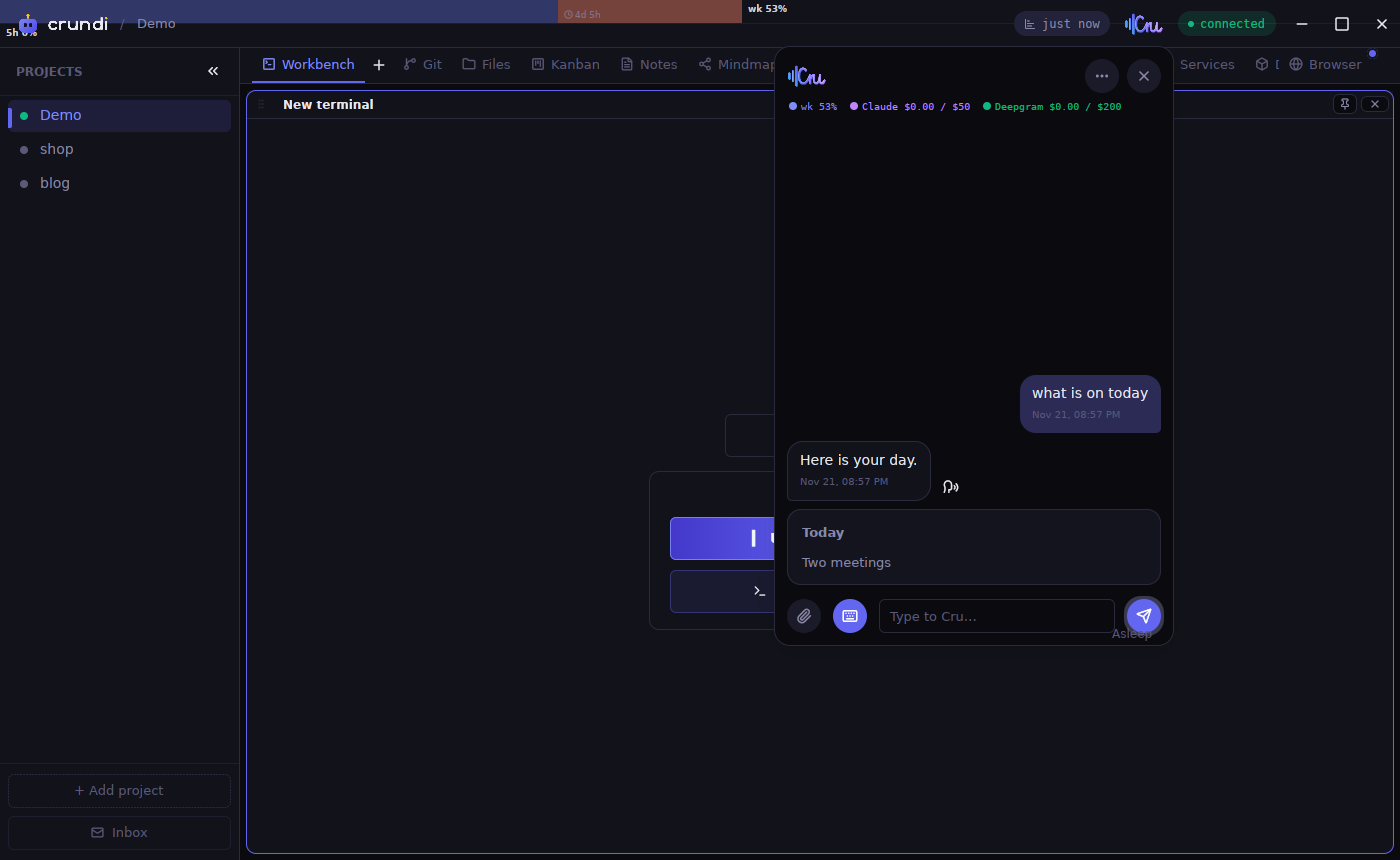 5h 0%
4d 5h
wk 53%
crundi / Demo
just now
Cru
connected
PROJECTS
Demo
shop
blog
+ Add project
Inbox
Workbench
Git
Files
Kanban
Notes
Mindmap
Services
Browser
New terminal
Cru
wk 53%
Claude $0.00 / $50
Deepgram $0.00 / $200
what is on today
Nov 21, 08:57 PM
Here is your day.
Nov 21, 08:57 PM
Today
Two meetings
Type to Cru...
Asleep